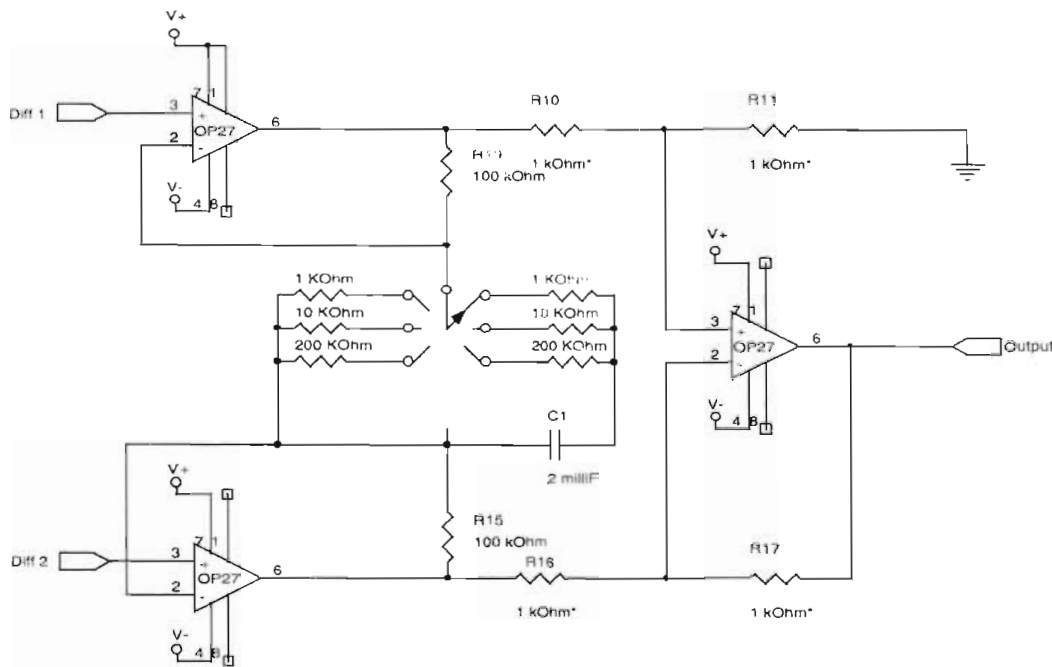 V+
7 1
Diff 1
3
+
OP27
6
2
-
V-
4 8
R10
1 kOhm*
R11
1 kOhm*
100 kOhm
1 KOhm
1 KOhm
10 KOhm
10 KOhm
200 KOhm
200 KOhm
V+
7 1
3
+
OP27
6
Output
2
-
V-
4 8
C1
2 milliF
V+
7 1
Diff 2
3
+
OP27
6
2
-
V-
4 8
R15
100 kOhm
R16
1 kOhm*
R17
1 kOhm*